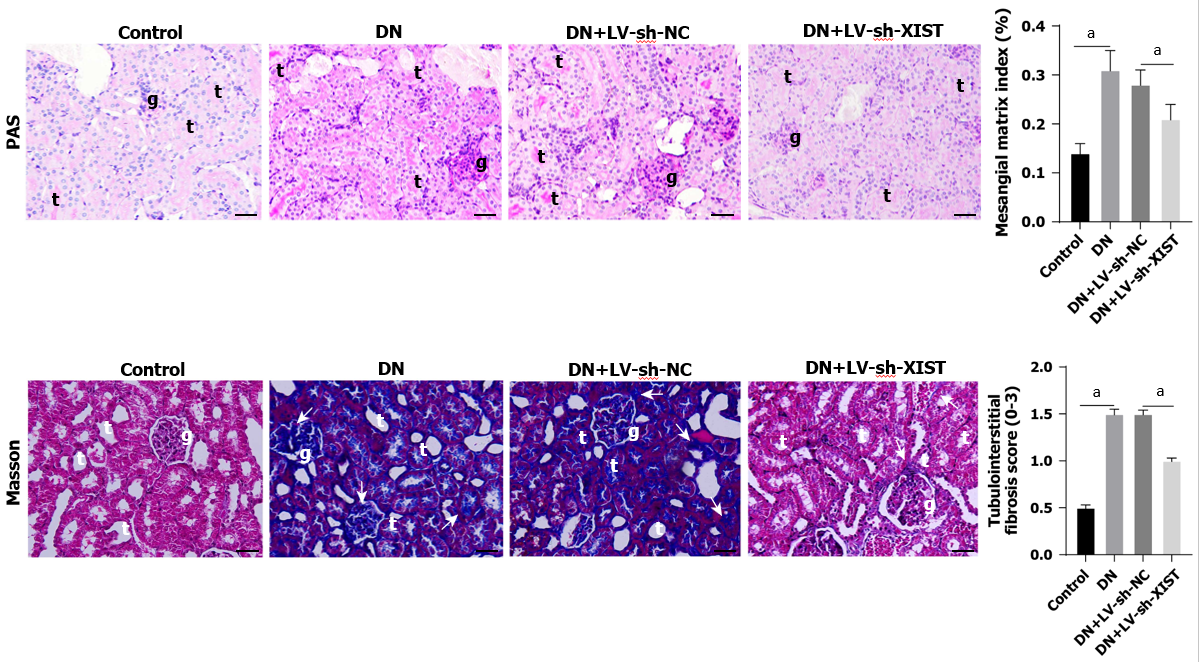 Control
DN
DN+LV-sh-NC
DN+LV-sh-XIST
PAS
g
t
t
t
t
t
g
t
t
t
g
t
t
t
g
t
Mesangial matrix index (%)
0.4
0.3
0.2
0.1
0.0
a
a
Control
DN
DN+LV-sh-NC
DN+LV-sh-XIST
Control
DN
DN+LV-sh-NC
DN+LV-sh-XIST
Masson
t
g
t
t
t
g
t
t
t
g
t
t
t
t
t
t
g
Tubulointerstitial
fibrosis score (0–3)
2.0
1.5
1.0
0.5
0.0
a
a
Control
DN
DN+LV-sh-NC
DN+LV-sh-XIST